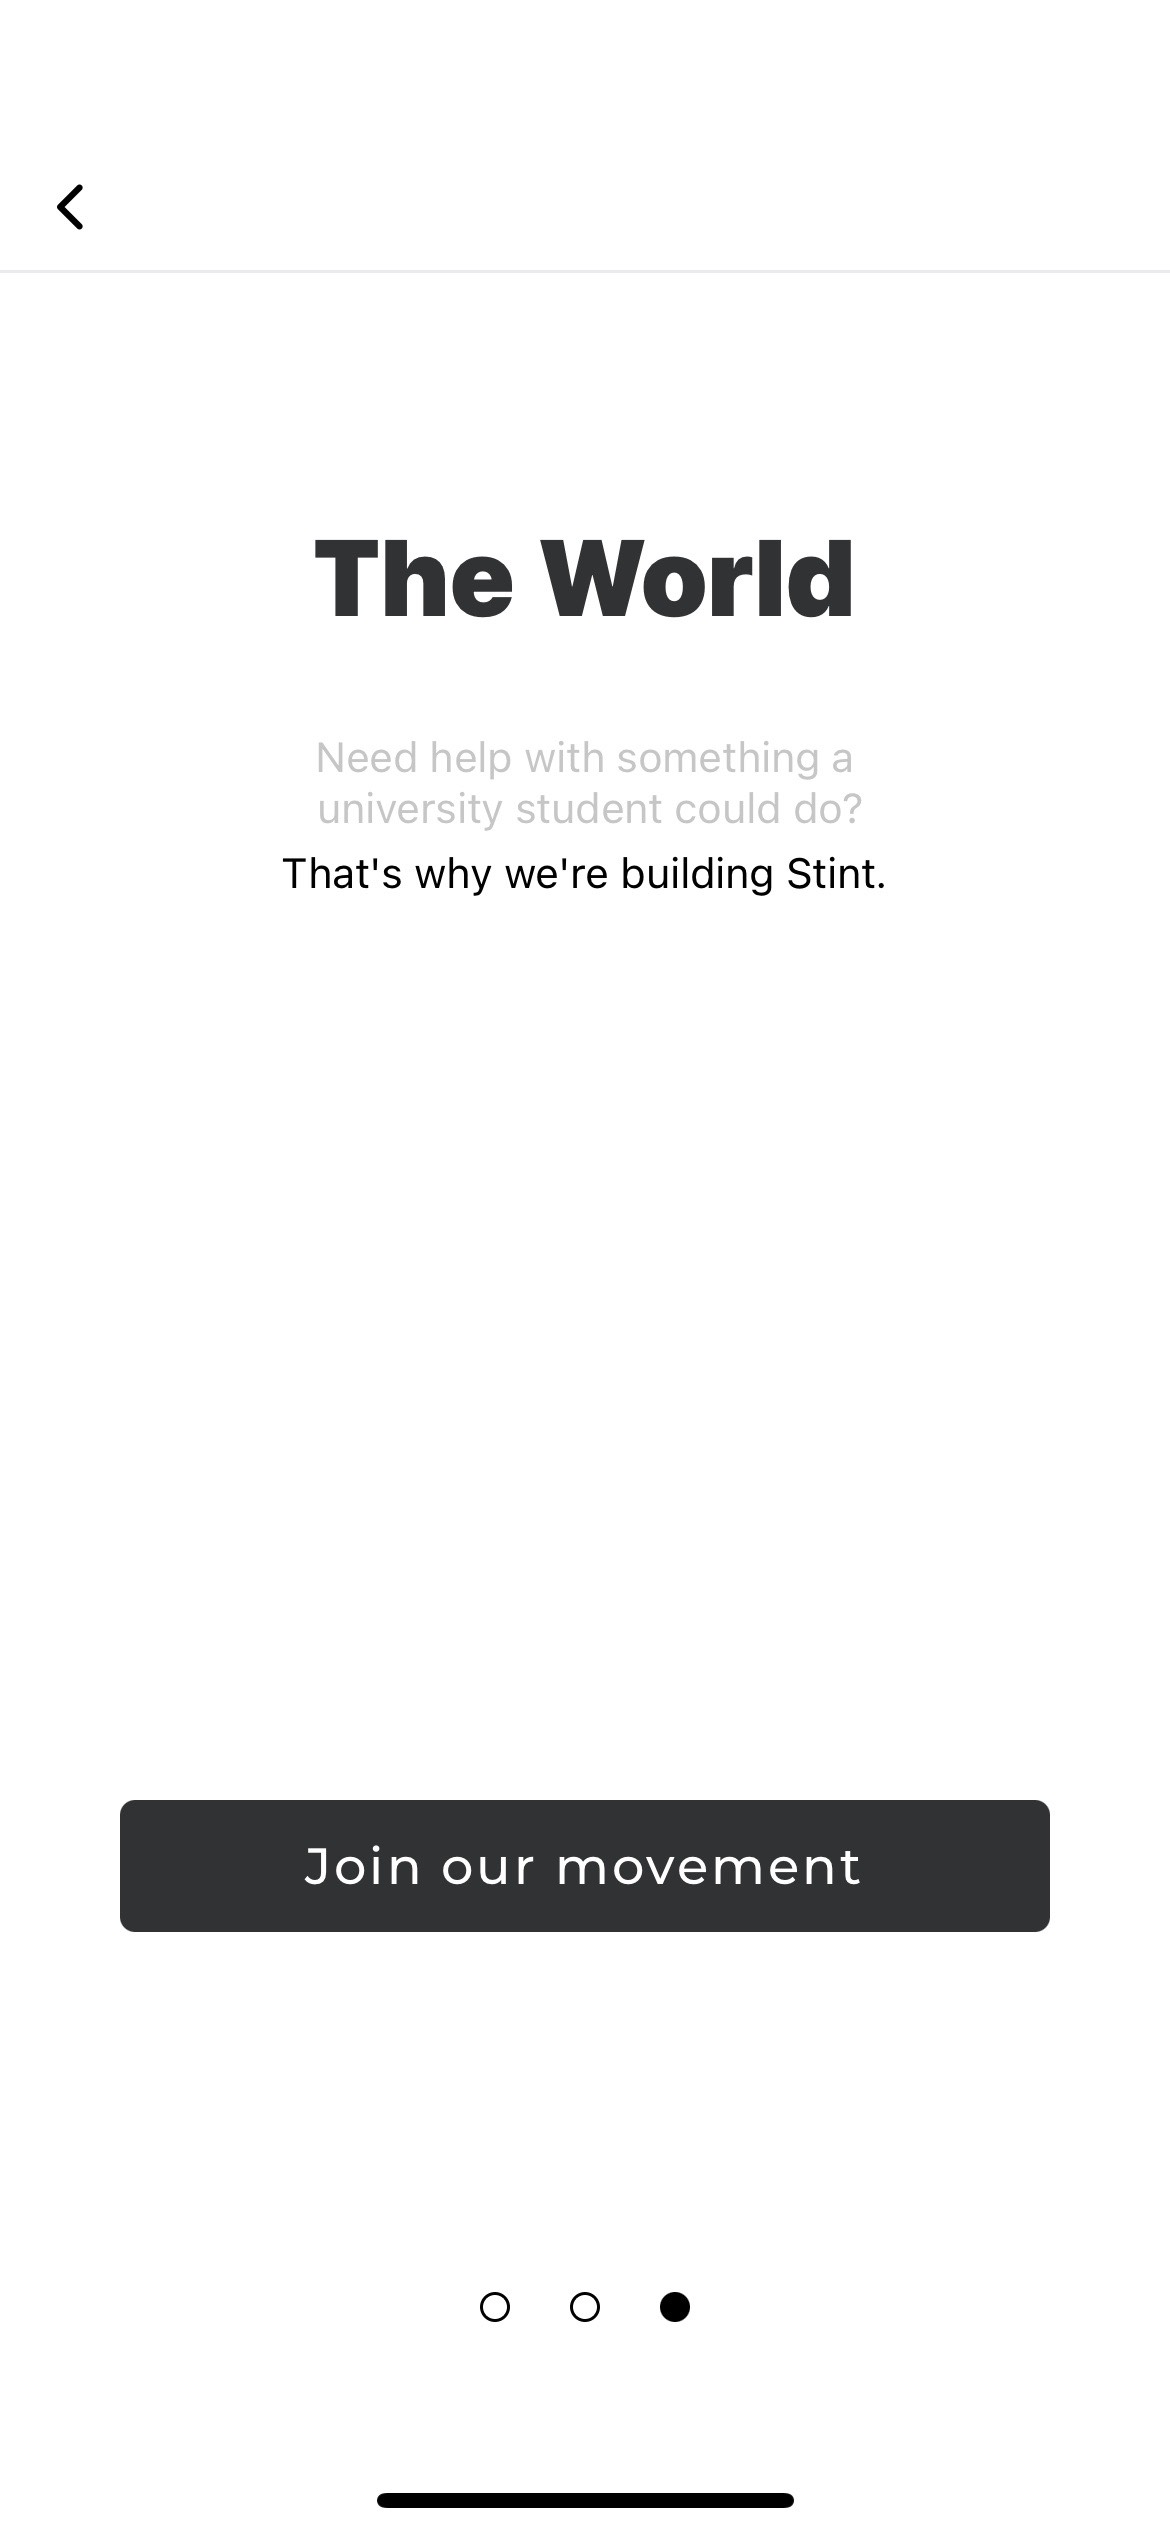 The World
Need help with something a
university student could do?
That's why we're building Stint.
Join our movement